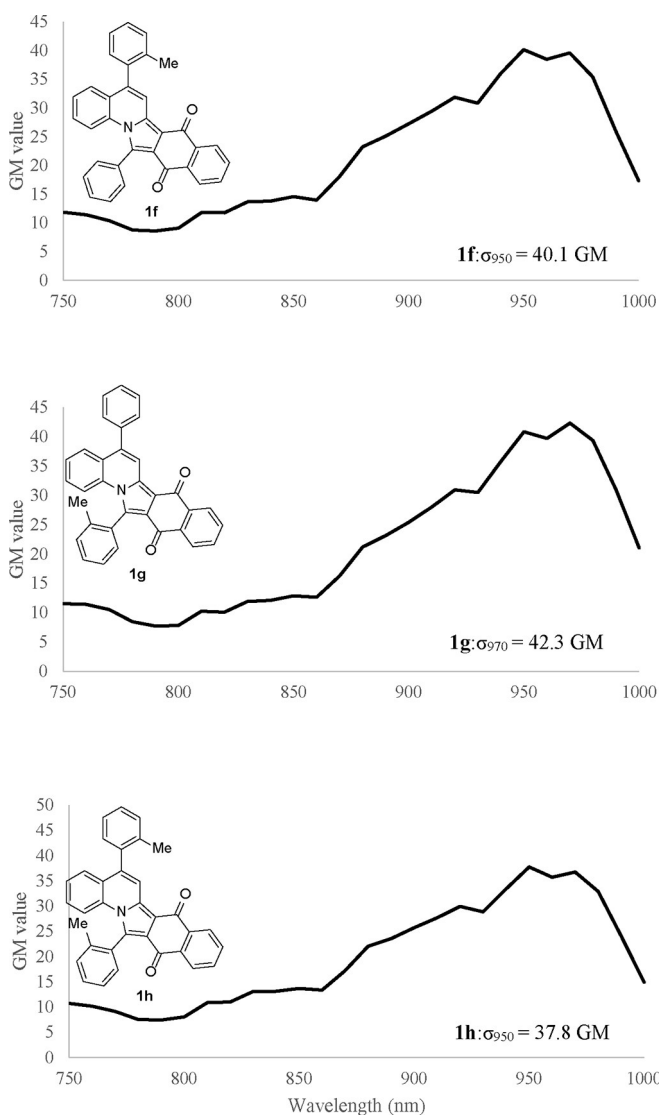 GM value
45
40
35
30
25
20
15
10
5
0
Me
N
O
O
1f
1f:σ950 = 40.1 GM
750 800 850 900 950 1000
GM value
45
40
35
30
25
20
15
10
5
0
O
N
Me
O
1g
1g:σ970 = 42.3 GM
750 800 850 900 950 1000
GM value
50
45
40
35
30
25
20
15
10
5
0
Me
O
N
Me
O
1h
1h:σ950 = 37.8 GM
750 800 850 900 950 1000
Wavelength (nm)